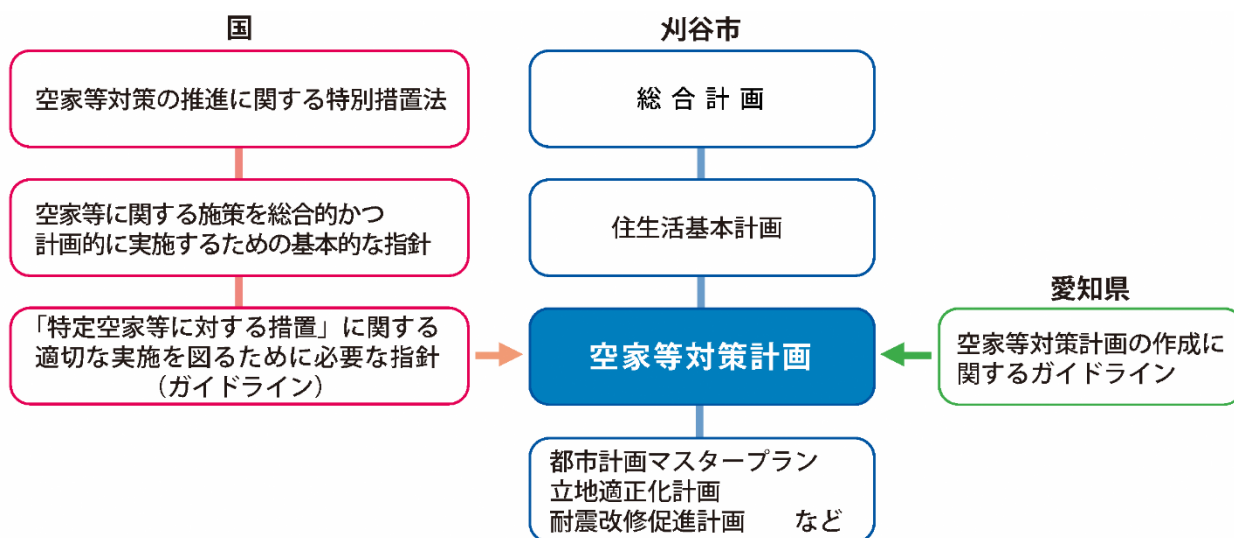 国
空家等対策の推進に関する特別措置法
空家等に関する施策を総合的かつ
計画的に実施するための基本的な指針
「特定空家等に対する措置」に関する
適切な実施を図るために必要な指針
（ガイドライン）
刈谷市
総合計画
住生活基本計画
空家等対策計画
都市計画マスタープラン
立地適正化計画
耐震改修促進計画　など
愛知県
空家等対策計画の作成に
関するガイドライン